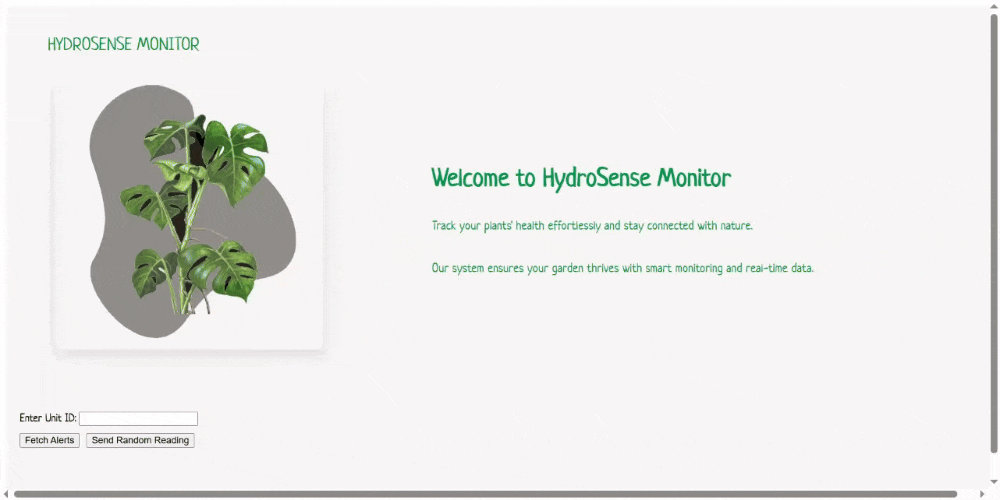 HYDROSENSE MONITOR
Welcome to HydroSense Monitor
Track your plants' health effortlessly and stay connected with nature.
Our system ensures your garden thrives with smart monitoring and real-time data.
Enter Unit ID:
Fetch Alerts Send Random Reading